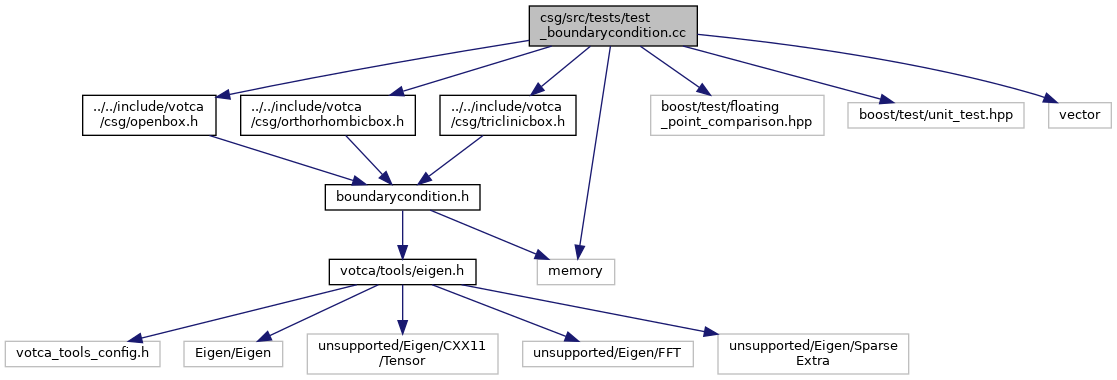 csg/src/tests/test
_boundarycondition.cc
../../include/votca
/csg/openbox.h
../../include/votca
/csg/orthorhombicbox.h
../../include/votca
/csg/triclinicbox.h
boost/test/floating
_point_comparison.hpp
boost/test/unit_test.hpp
vector
boundarycondition.h
votca/tools/eigen.h
memory
votca_tools_config.h
Eigen/Eigen
unsupported/Eigen/CXX11
/Tensor
unsupported/Eigen/FFT
unsupported/Eigen/Sparse
Extra